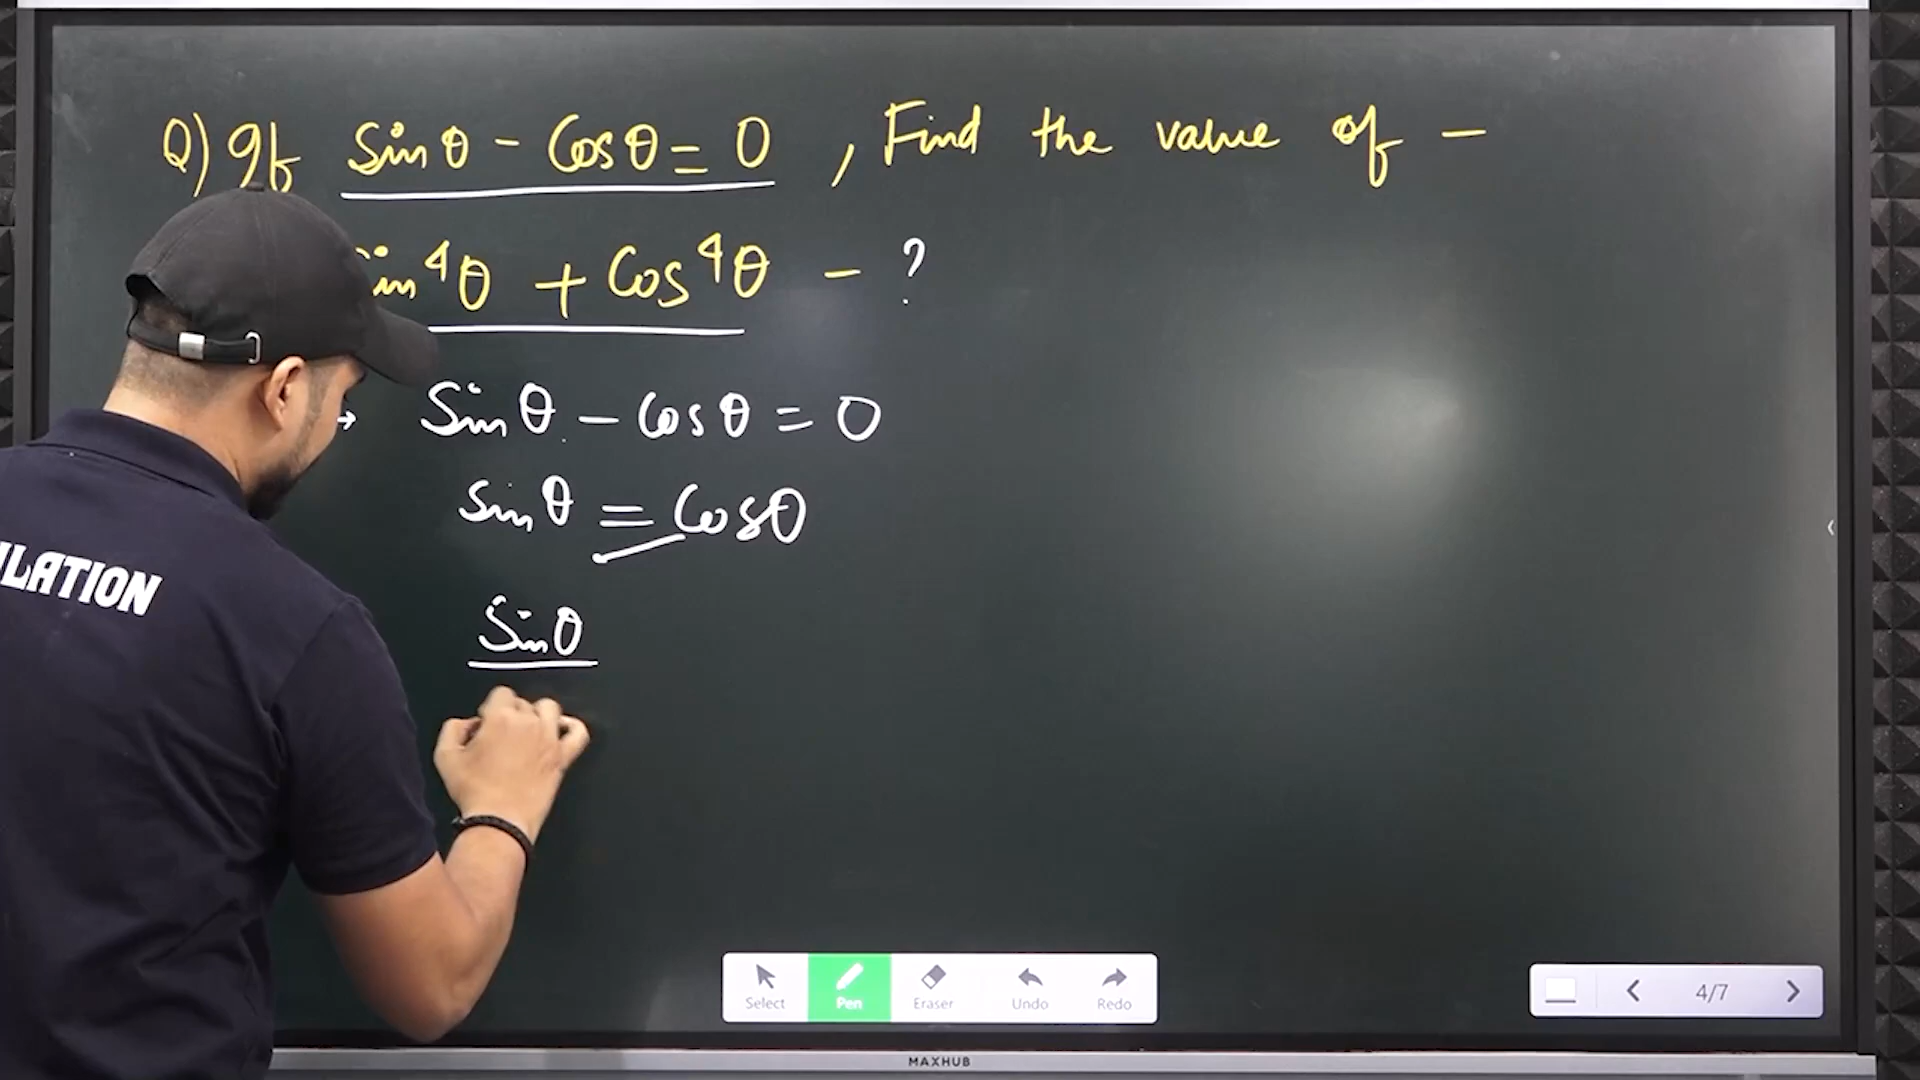 Q) If sinθ - Cosθ = 0 , Find the value of -
sin⁴θ + Cos⁴θ - ?
→ Sinθ - Cosθ = 0
Sinθ = Cosθ
Sinθ
LATION
Select Pen Eraser Undo Redo
4/7
MAXHUB